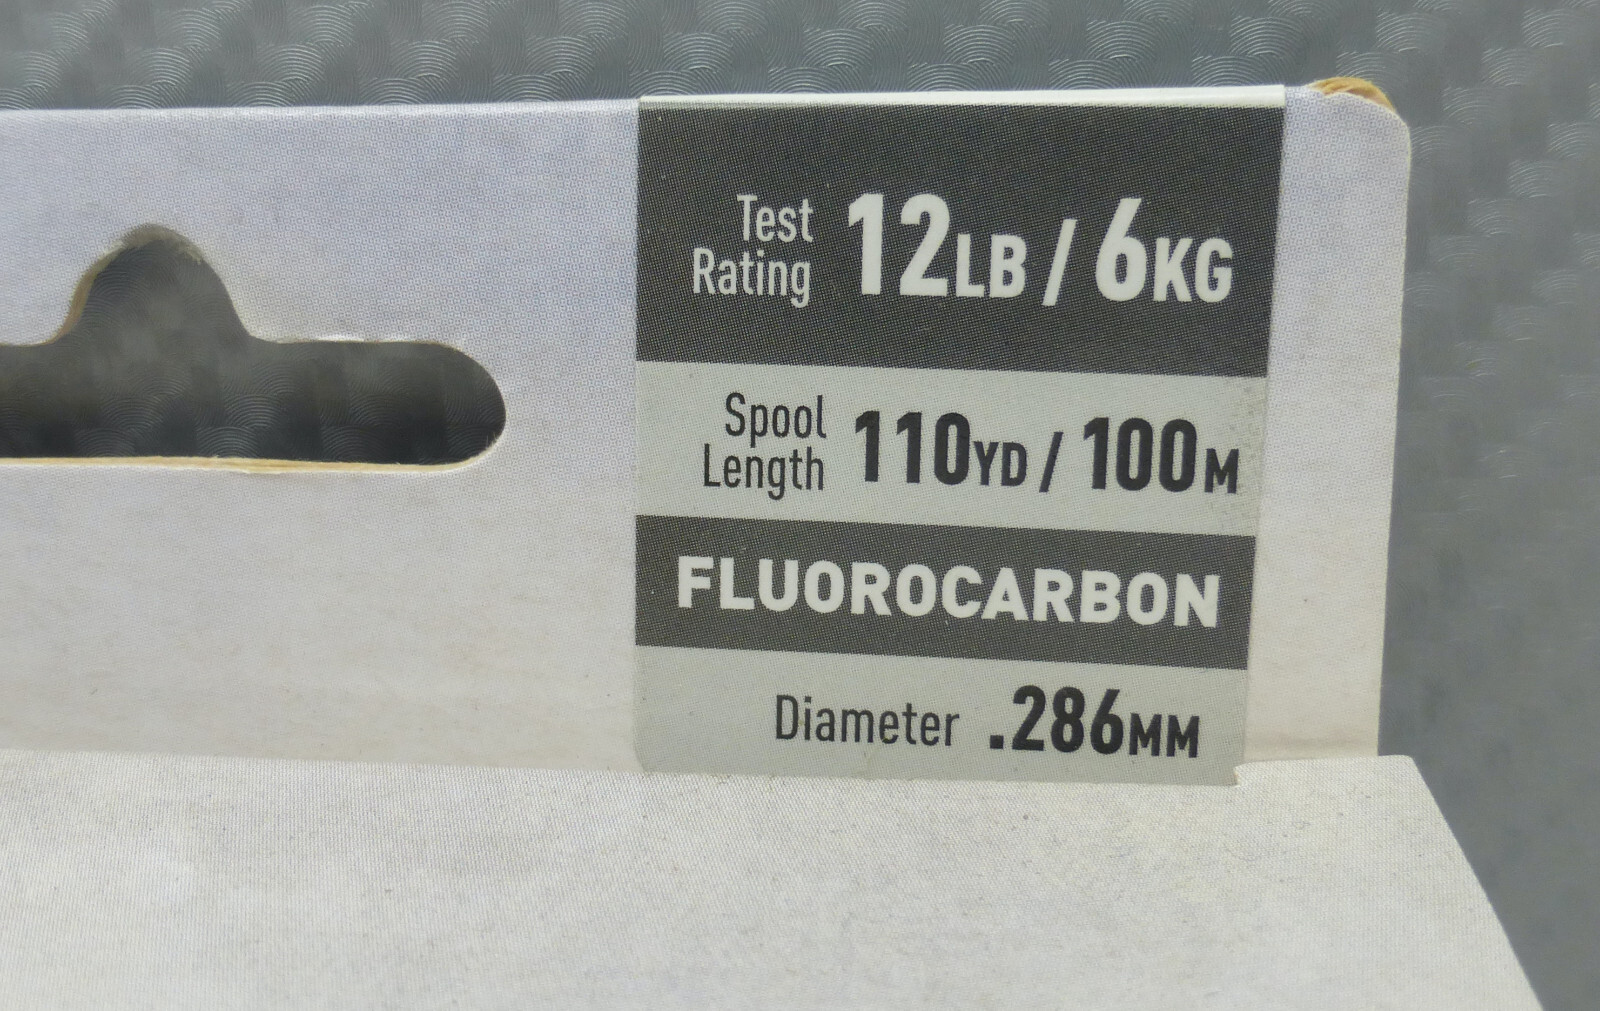 Test Rating 12LB / 6KG
Spool Length 110YD / 100M
FLUOROCARBON
Diameter .286MM